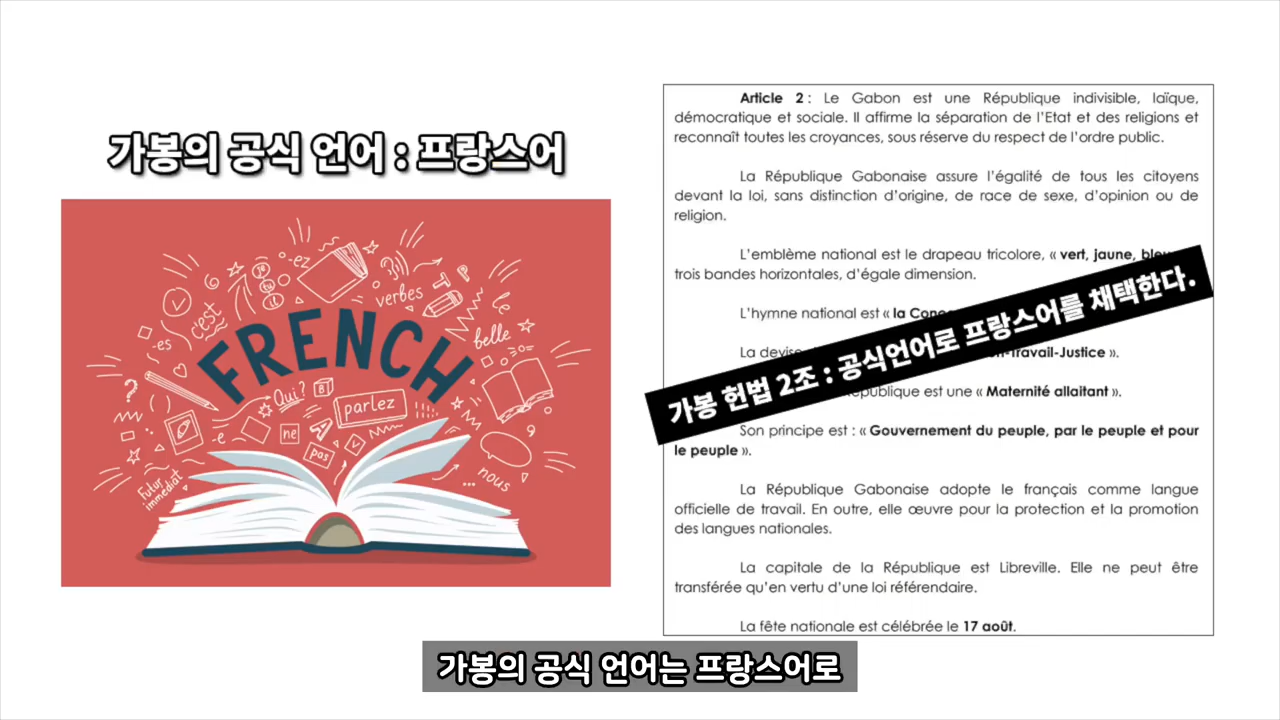 가봉의 공식 언어 : 프랑스어
-ez
je
tu
il
verbes
le
c'est
-es
belle
FRENCH
Qui?
B
parlez
-e
ne
A
pas
?
9
...
nous
Futur
immédiat
Article 2 : Le Gabon est une République indivisible, laïque,
démocratique et sociale. Il affirme la séparation de l'Etat et des religions et
reconnaît toutes les croyances, sous réserve du respect de l'ordre public.
La République Gabonaise assure l'égalité de tous les citoyens
devant la loi, sans distinction d'origine, de race de sexe, d'opinion ou de
religion.
L'emblème national est le drapeau tricolore, « vert, jaune,
trois bandes horizontales, d'égale dimension.
L'hymne national est « la
La devise
-Travail-Justice ».
가봉 헌법 2조 : 공식언어로 프랑스어를 채택한다.
est une « Maternité allaitant ».
Son principe est : « Gouvernement du peuple, par le peuple et pour
le peuple ».
La République Gabonaise adopte le français comme langue
officielle de travail. En outre, elle œuvre pour la protection et la promotion
des langues nationales.
La capitale de la République est Libreville. Elle ne peut être
transférée qu'en vertu d'une loi référendaire.
La fête nationale est célébrée le 17 août.
가봉의 공식 언어는 프랑스어로